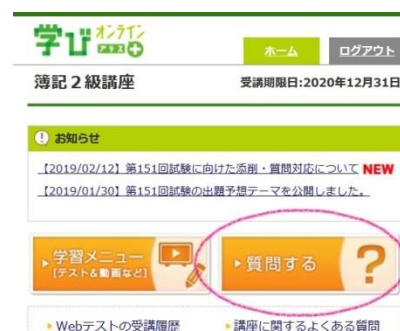 学び オンライン
プラス
ホーム ログアウト
簿記2級講座 受講期限日:2020年12月31日
! お知らせ
【2019/02/12】第151回試験に向けた添削・質問対応について NEW
【2019/01/30】第151回試験の出題予想テーマを公開しました。
学習メニュー
[テスト&動画など]
質問する ?
Webテストの受講履歴 講座に関するよくある質問